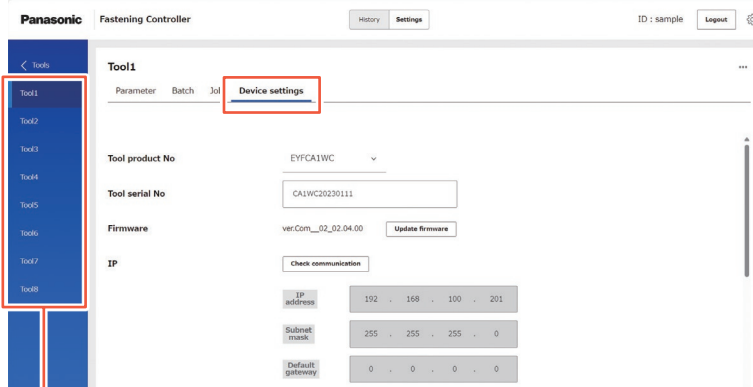 Panasonic Fastening Controller History Settings ID : sample Logout
Tools
Tool1
Tool2
Tool3
Tool4
Tool5
Tool6
Tool7
Tool8
Tool1
Parameter Batch Device settings
Tool product No EYFCA1WC
Tool serial No CA1WC20230111
Firmware ver.Com__02_02.04.00 Update firmware
IP Check communication
IP address 192 . 168 . 100 . 201
Subnet mask 255 . 255 . 255 . 0
Default gateway 0 . 0 . 0 . 0